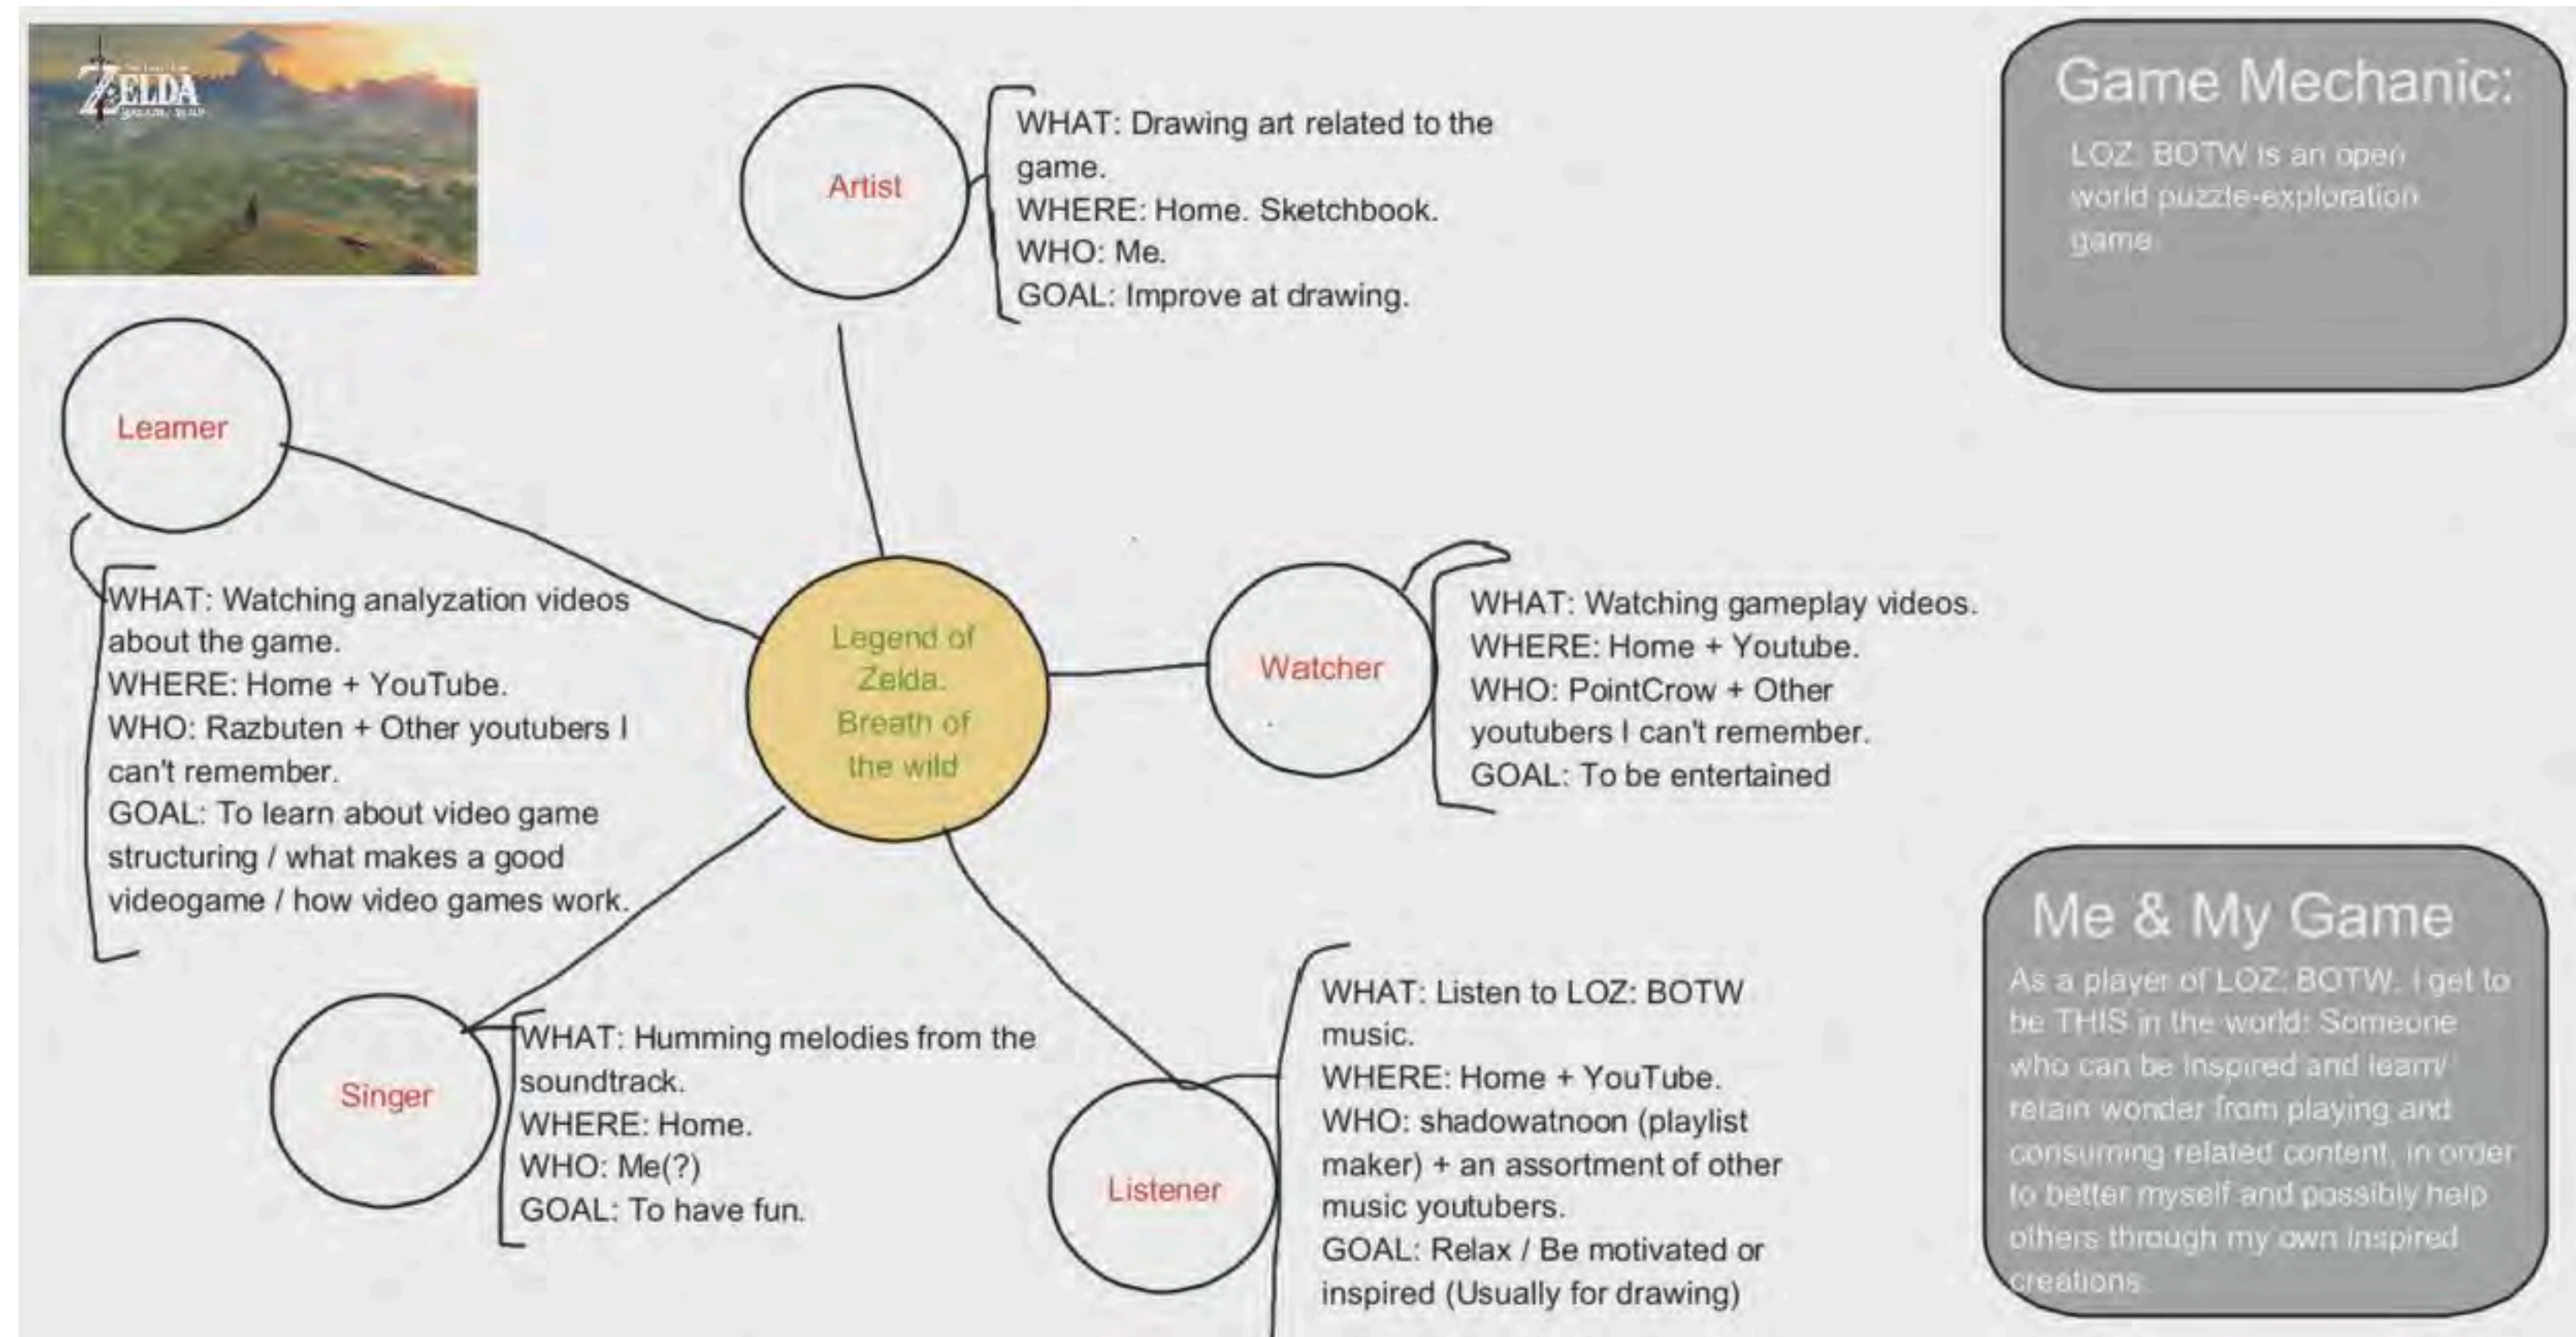 ZELDA
Artist
WHAT: Drawing art related to the
game.
WHERE: Home. Sketchbook.
WHO: Me.
GOAL: Improve at drawing.
Game Mechanic:
LOZ: BOTW is an open
world puzzle-exploration
game
Learner
WHAT: Watching analyzation videos
about the game.
WHERE: Home + YouTube.
WHO: Razbuten + Other youtubers I
can't remember.
GOAL: To learn about video game
structuring / what makes a good
videogame / how video games work.
Legend of
Zelda.
Breath of
the wild
Watcher
WHAT: Watching gameplay videos.
WHERE: Home + Youtube.
WHO: PointCrow + Other
youtubers I can't remember.
GOAL: To be entertained
Singer
WHAT: Humming melodies from the
soundtrack.
WHERE: Home.
WHO: Me(?)
GOAL: To have fun.
Listener
WHAT: Listen to LOZ: BOTW
music.
WHERE: Home + YouTube.
WHO: shadowatnoon (playlist
maker) + an assortment of other
music youtubers.
GOAL: Relax / Be motivated or
inspired (Usually for drawing)
Me & My Game
As a player of LOZ: BOTW. I get to
be THIS in the world: Someone
who can be inspired and learn/
retain wonder from playing and
consuming related content, in order
to better myself and possibly help
others through my own inspired
creations.